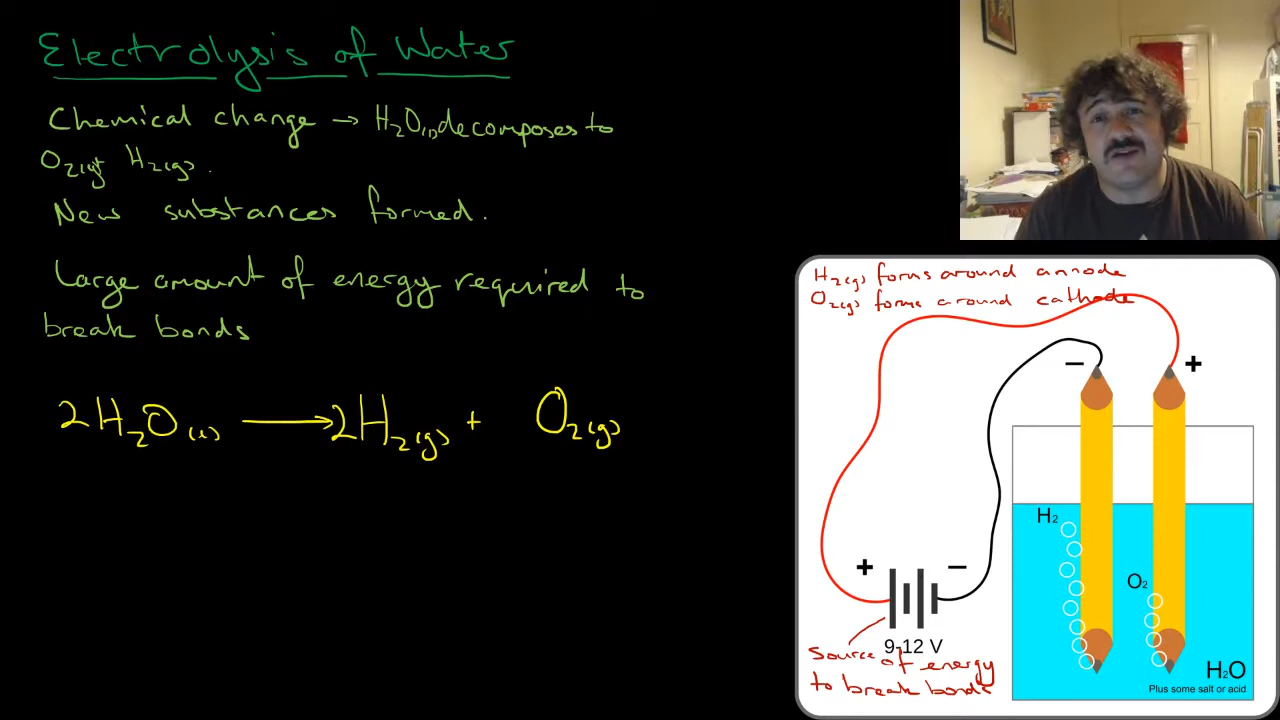 Electrolysis of Water
Chemical change → H₂O(l) decomposes to
O₂(g) H₂(g).
New substances formed.
Large amount of energy required to
break bonds
2H₂O(l) → 2H₂(g) + O₂(g)
H₂(g) forms around annode
O₂(g) forms around cathode
− +
H₂
O₂
+ −
9-12 V
source of energy
to break bonds
H₂O
Plus some salt or acid